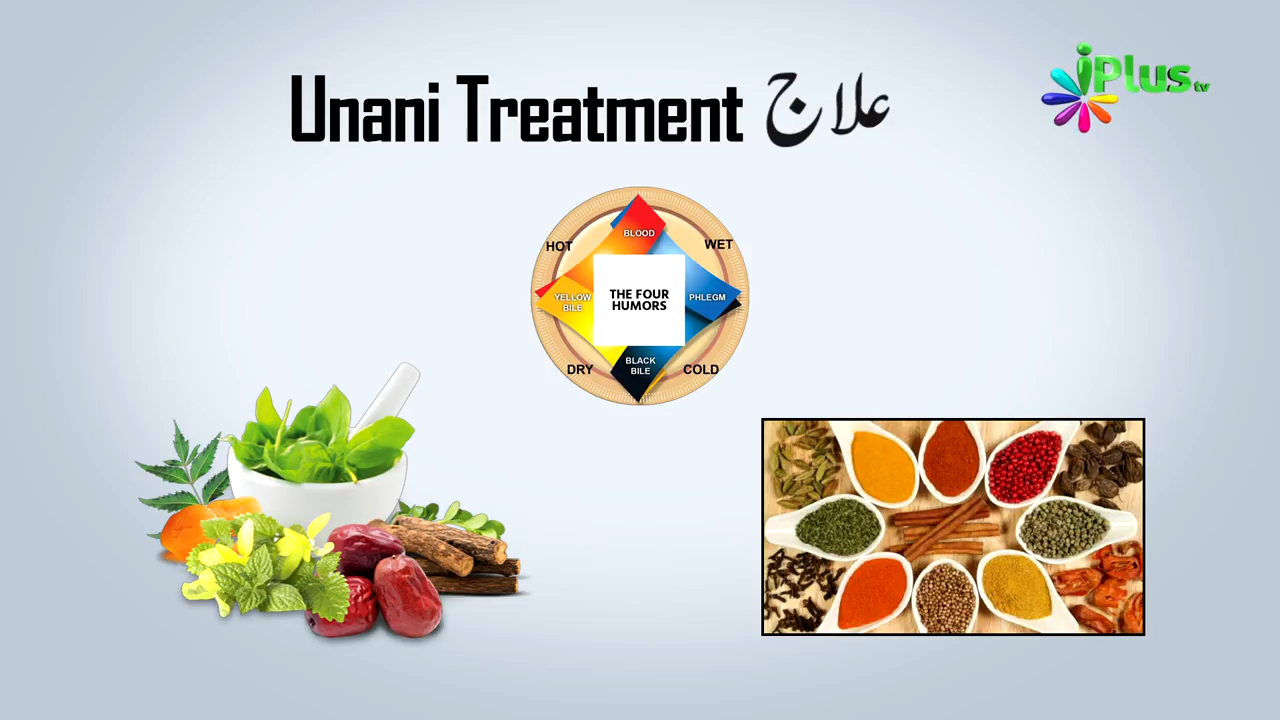 Unani Treatment علاج
iPlus tv
BLOOD
HOT
WET
YELLOW
BILE
THE FOUR
HUMORS
PHLEGM
BLACK
BILE
DRY
COLD